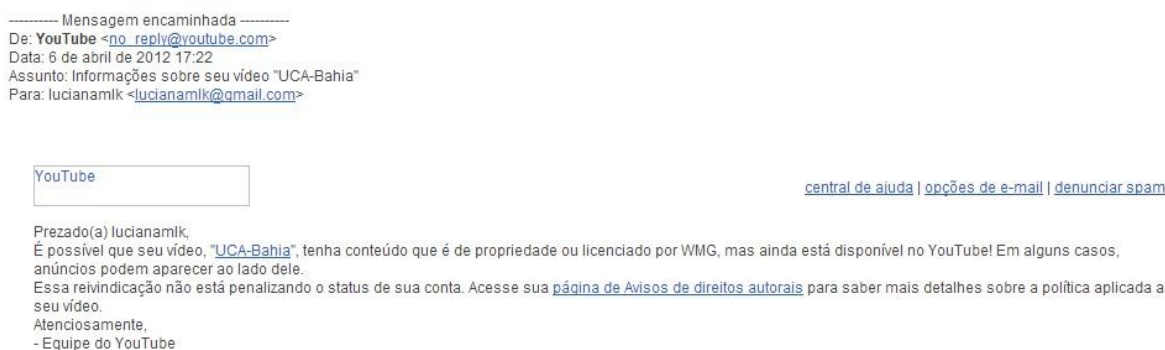 ---------- Mensagem encaminhada ----------
De: YouTube <no_reply@youtube.com>
Data: 6 de abril de 2012 17:22
Assunto: Informações sobre seu vídeo "UCA-Bahia"
Para: lucianamlk <lucianamlk@gmail.com>
YouTube
central de ajuda | opções de e-mail | denunciar spam
Prezado(a) lucianamlk,
É possível que seu vídeo, "UCA-Bahia", tenha conteúdo que é de propriedade ou licenciado por WMG, mas ainda está disponível no YouTube! Em alguns casos,
anúncios podem aparecer ao lado dele.
Essa reivindicação não está penalizando o status de sua conta. Acesse sua página de Avisos de direitos autorais para saber mais detalhes sobre a política aplicada a
seu vídeo.
Atenciosamente,
- Equipe do YouTube